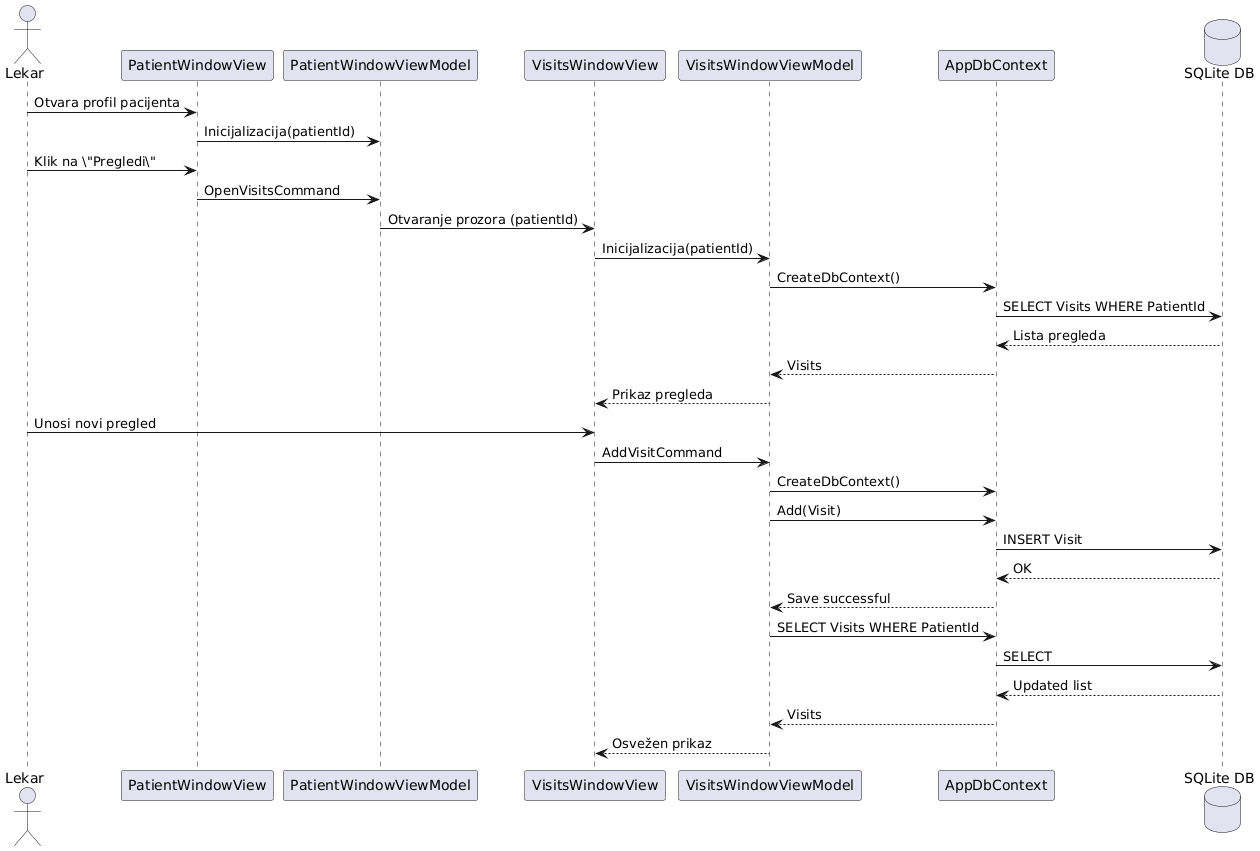 Lekar
PatientWindowView
PatientWindowViewModel
VisitsWindowView
VisitsWindowViewModel
AppDbContext
SQLite DB
Otvara profil pacijenta
Inicijalizacija(patientId)
Klik na \"Pregledi\"
OpenVisitsCommand
Otvaranje prozora (patientId)
Inicijalizacija(patientId)
CreateDbContext()
SELECT Visits WHERE PatientId
Lista pregleda
Visits
Prikaz pregleda
Unosi novi pregled
AddVisitCommand
CreateDbContext()
Add(Visit)
INSERT Visit
OK
Save successful
SELECT Visits WHERE PatientId
SELECT
Updated list
Visits
Osvežen prikaz
Lekar
PatientWindowView
PatientWindowViewModel
VisitsWindowView
VisitsWindowViewModel
AppDbContext
SQLite DB